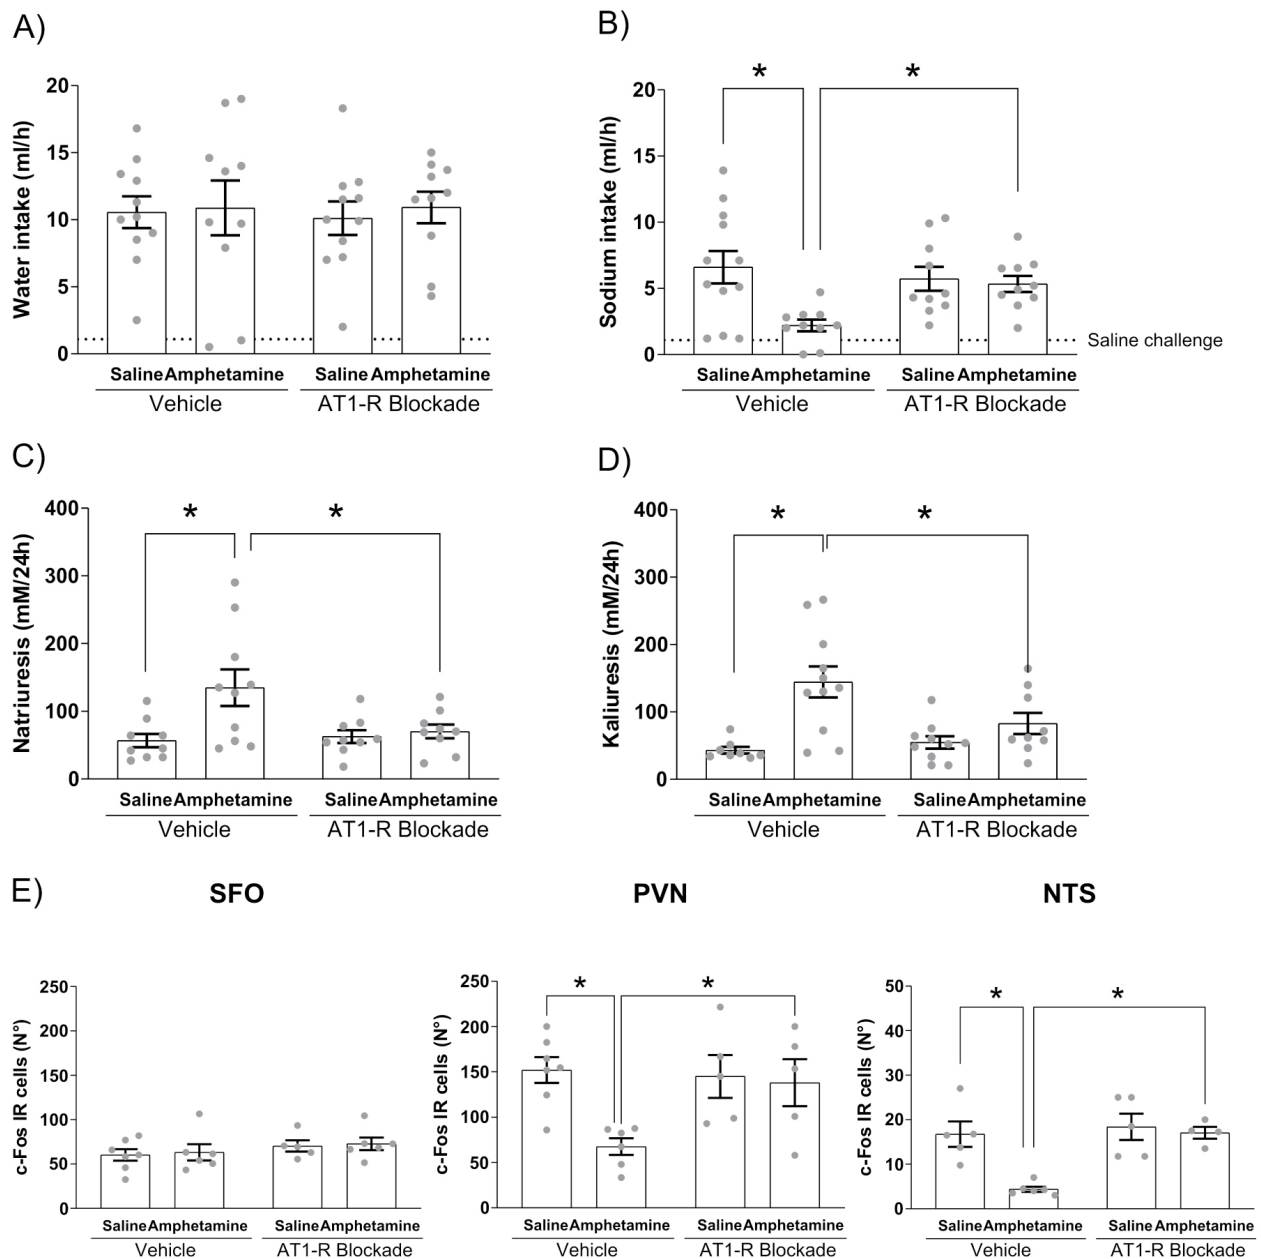 A)
Water intake (ml/h)
20
15
10
5
0
Saline Amphetamine Saline Amphetamine
Vehicle AT1-R Blockade
B)
Sodium intake (ml/h)
* *
20
15
10
5
0
Saline challenge
Saline Amphetamine Saline Amphetamine
Vehicle AT1-R Blockade
C)
Natriuresis (mM/24h)
* *
400
300
200
100
0
Saline Amphetamine Saline Amphetamine
Vehicle AT1-R Blockade
D)
Kaliuresis (mM/24h)
* *
400
300
200
100
0
Saline Amphetamine Saline Amphetamine
Vehicle AT1-R Blockade
E)
SFO
c-Fos IR cells (N°)
250
200
150
100
50
0
Saline Amphetamine Saline Amphetamine
Vehicle AT1-R Blockade
PVN
c-Fos IR cells (N°)
* *
250
200
150
100
50
0
Saline Amphetamine Saline Amphetamine
Vehicle AT1-R Blockade
NTS
c-Fos IR cells (N°)
* *
50
40
30
20
10
0
Saline Amphetamine Saline Amphetamine
Vehicle AT1-R Blockade